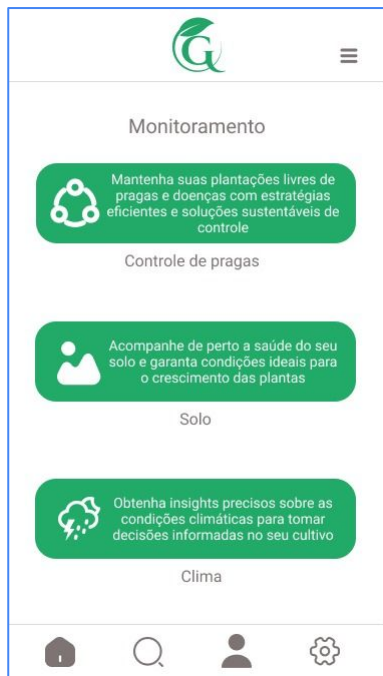 G
Monitoramento
Mantenha suas plantações livres de
pragas e doenças com estratégias
eficientes e soluções sustentáveis de
controle
Controle de pragas
Acompanhe de perto a saúde do seu
solo e garanta condições ideais para
o crescimento das plantas
Solo
Obtenha insights precisos sobre as
condições climáticas para tomar
decisões informadas no seu cultivo
Clima